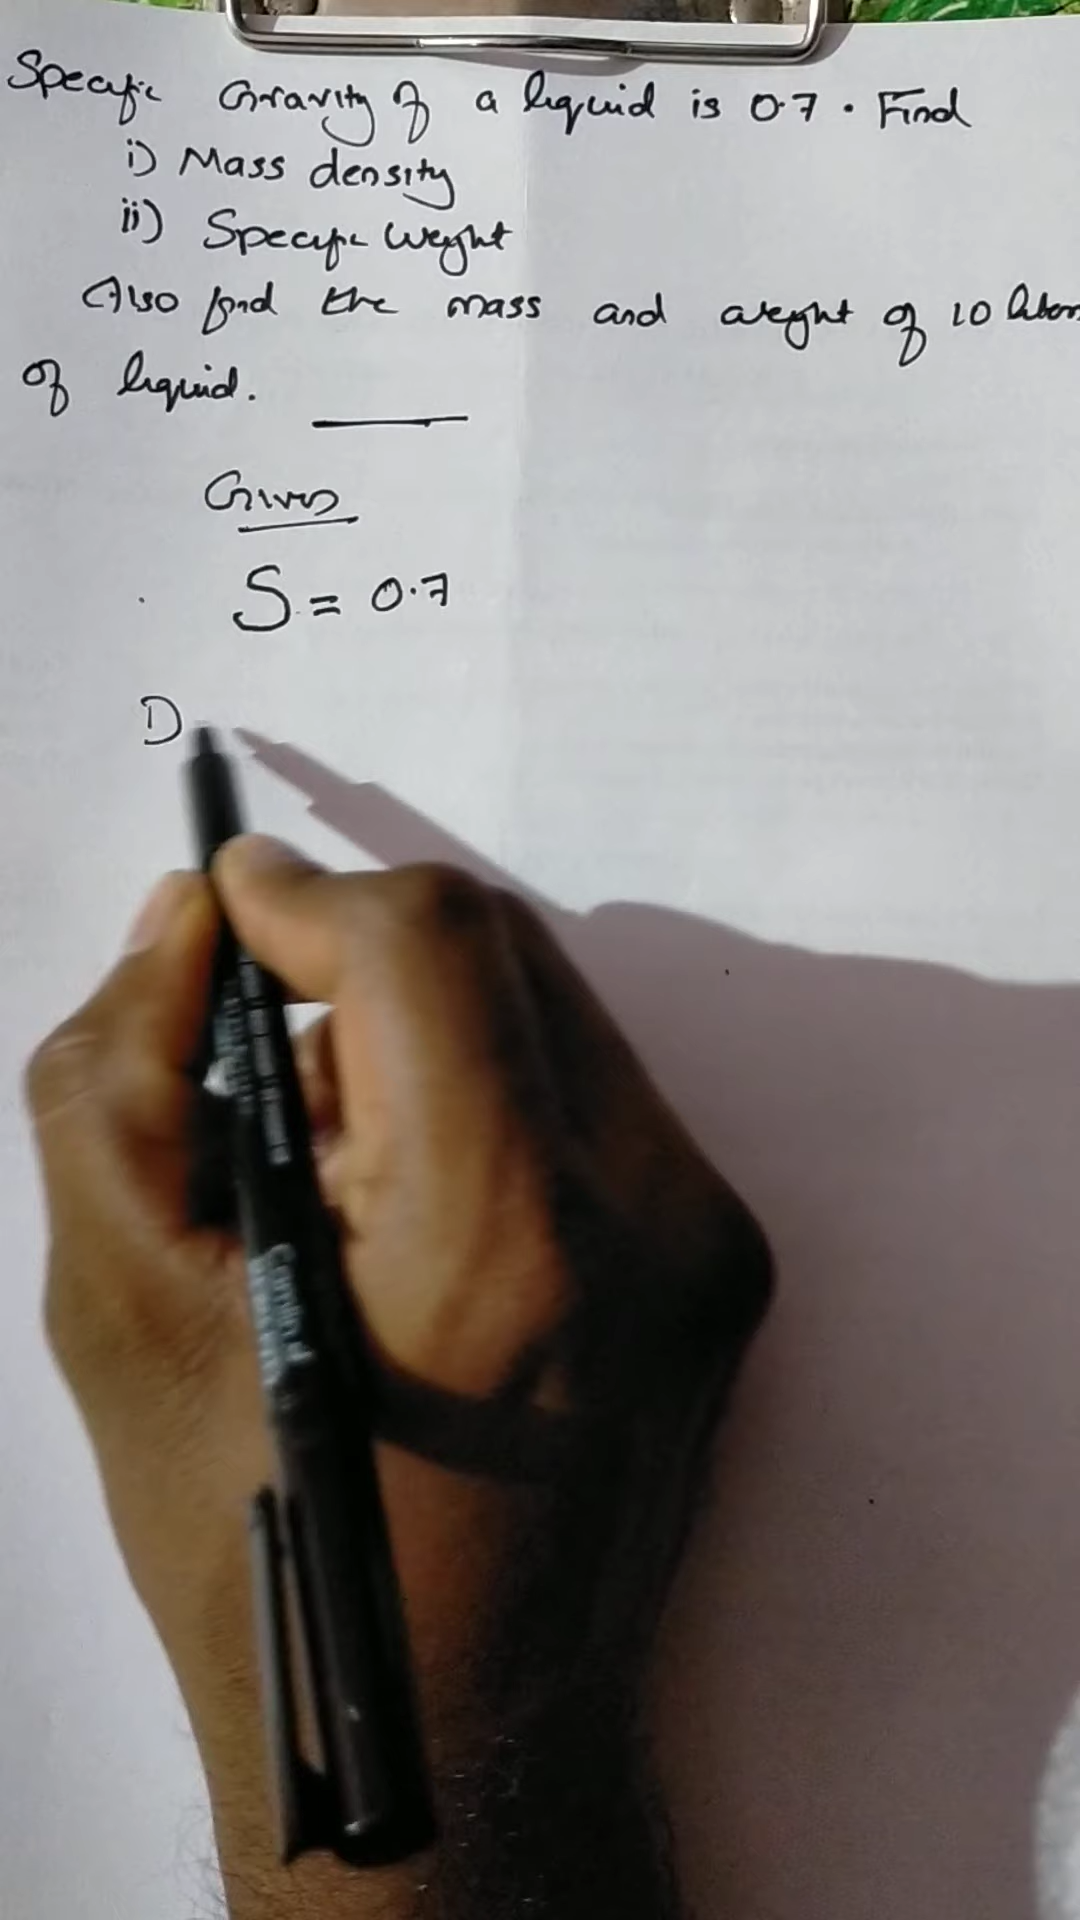 Specific Gravity of a liquid is 0.7. Find
i) Mass density
ii) Specific Weight
Also find the mass and weight of 10 liters
of liquid.
Given
S = 0.7
D